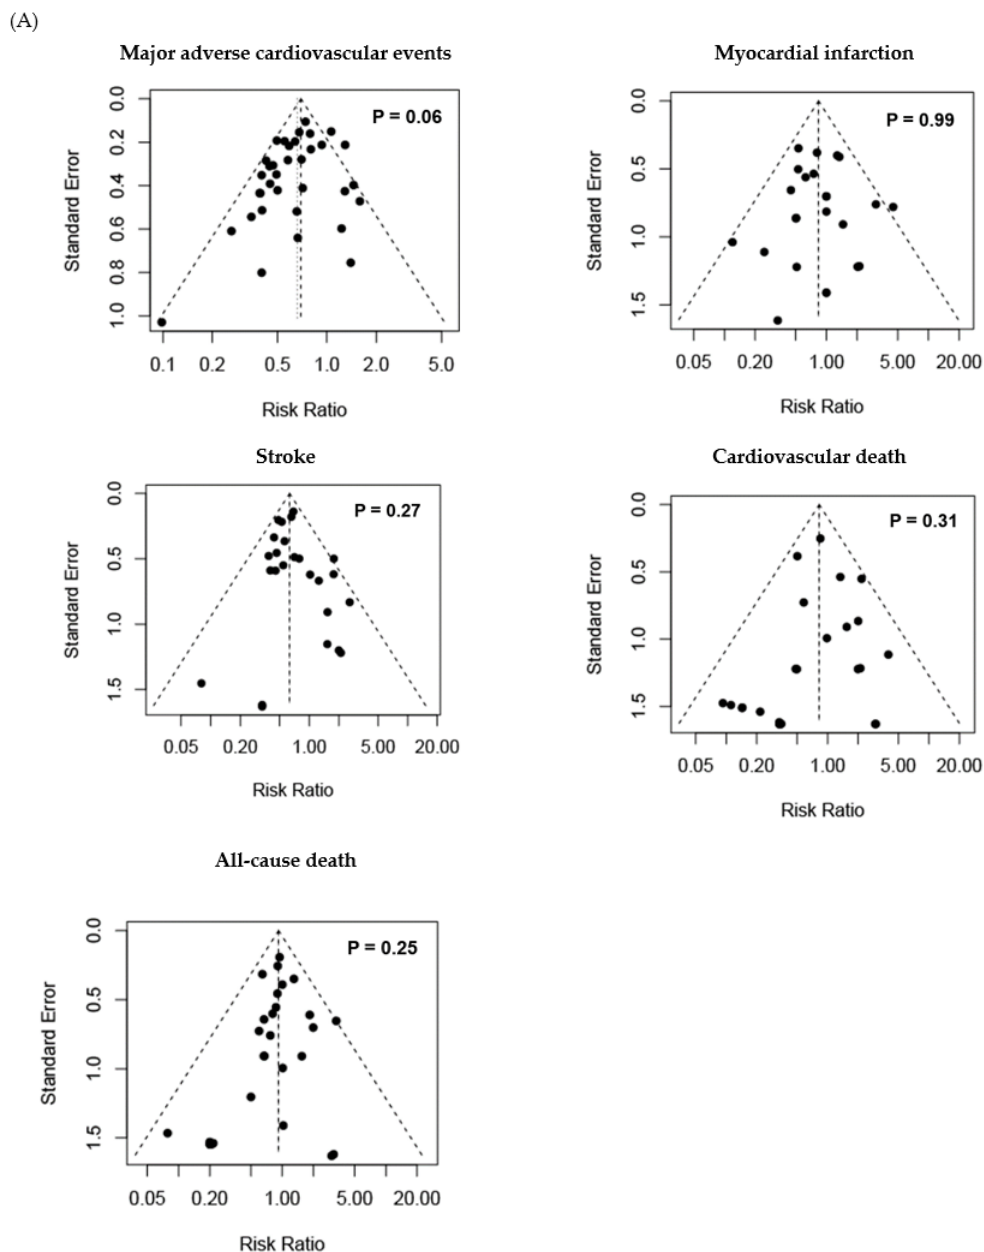 (A)
Major adverse cardiovascular events
P = 0.06
Standard Error
0.0
0.2
0.4
0.6
0.8
1.0
0.1 0.2 0.5 1.0 2.0 5.0
Risk Ratio
Myocardial infarction
P = 0.99
Standard Error
0.0
0.5
1.0
1.5
0.05 0.20 1.00 5.00 20.00
Risk Ratio
Stroke
P = 0.27
Standard Error
0.0
0.5
1.0
1.5
0.05 0.20 1.00 5.00 20.00
Risk Ratio
Cardiovascular death
P = 0.31
Standard Error
0.0
0.5
1.0
1.5
0.05 0.20 1.00 5.00 20.00
Risk Ratio
All-cause death
P = 0.25
Standard Error
0.0
0.5
1.0
1.5
0.05 0.20 1.00 5.00 20.00
Risk Ratio